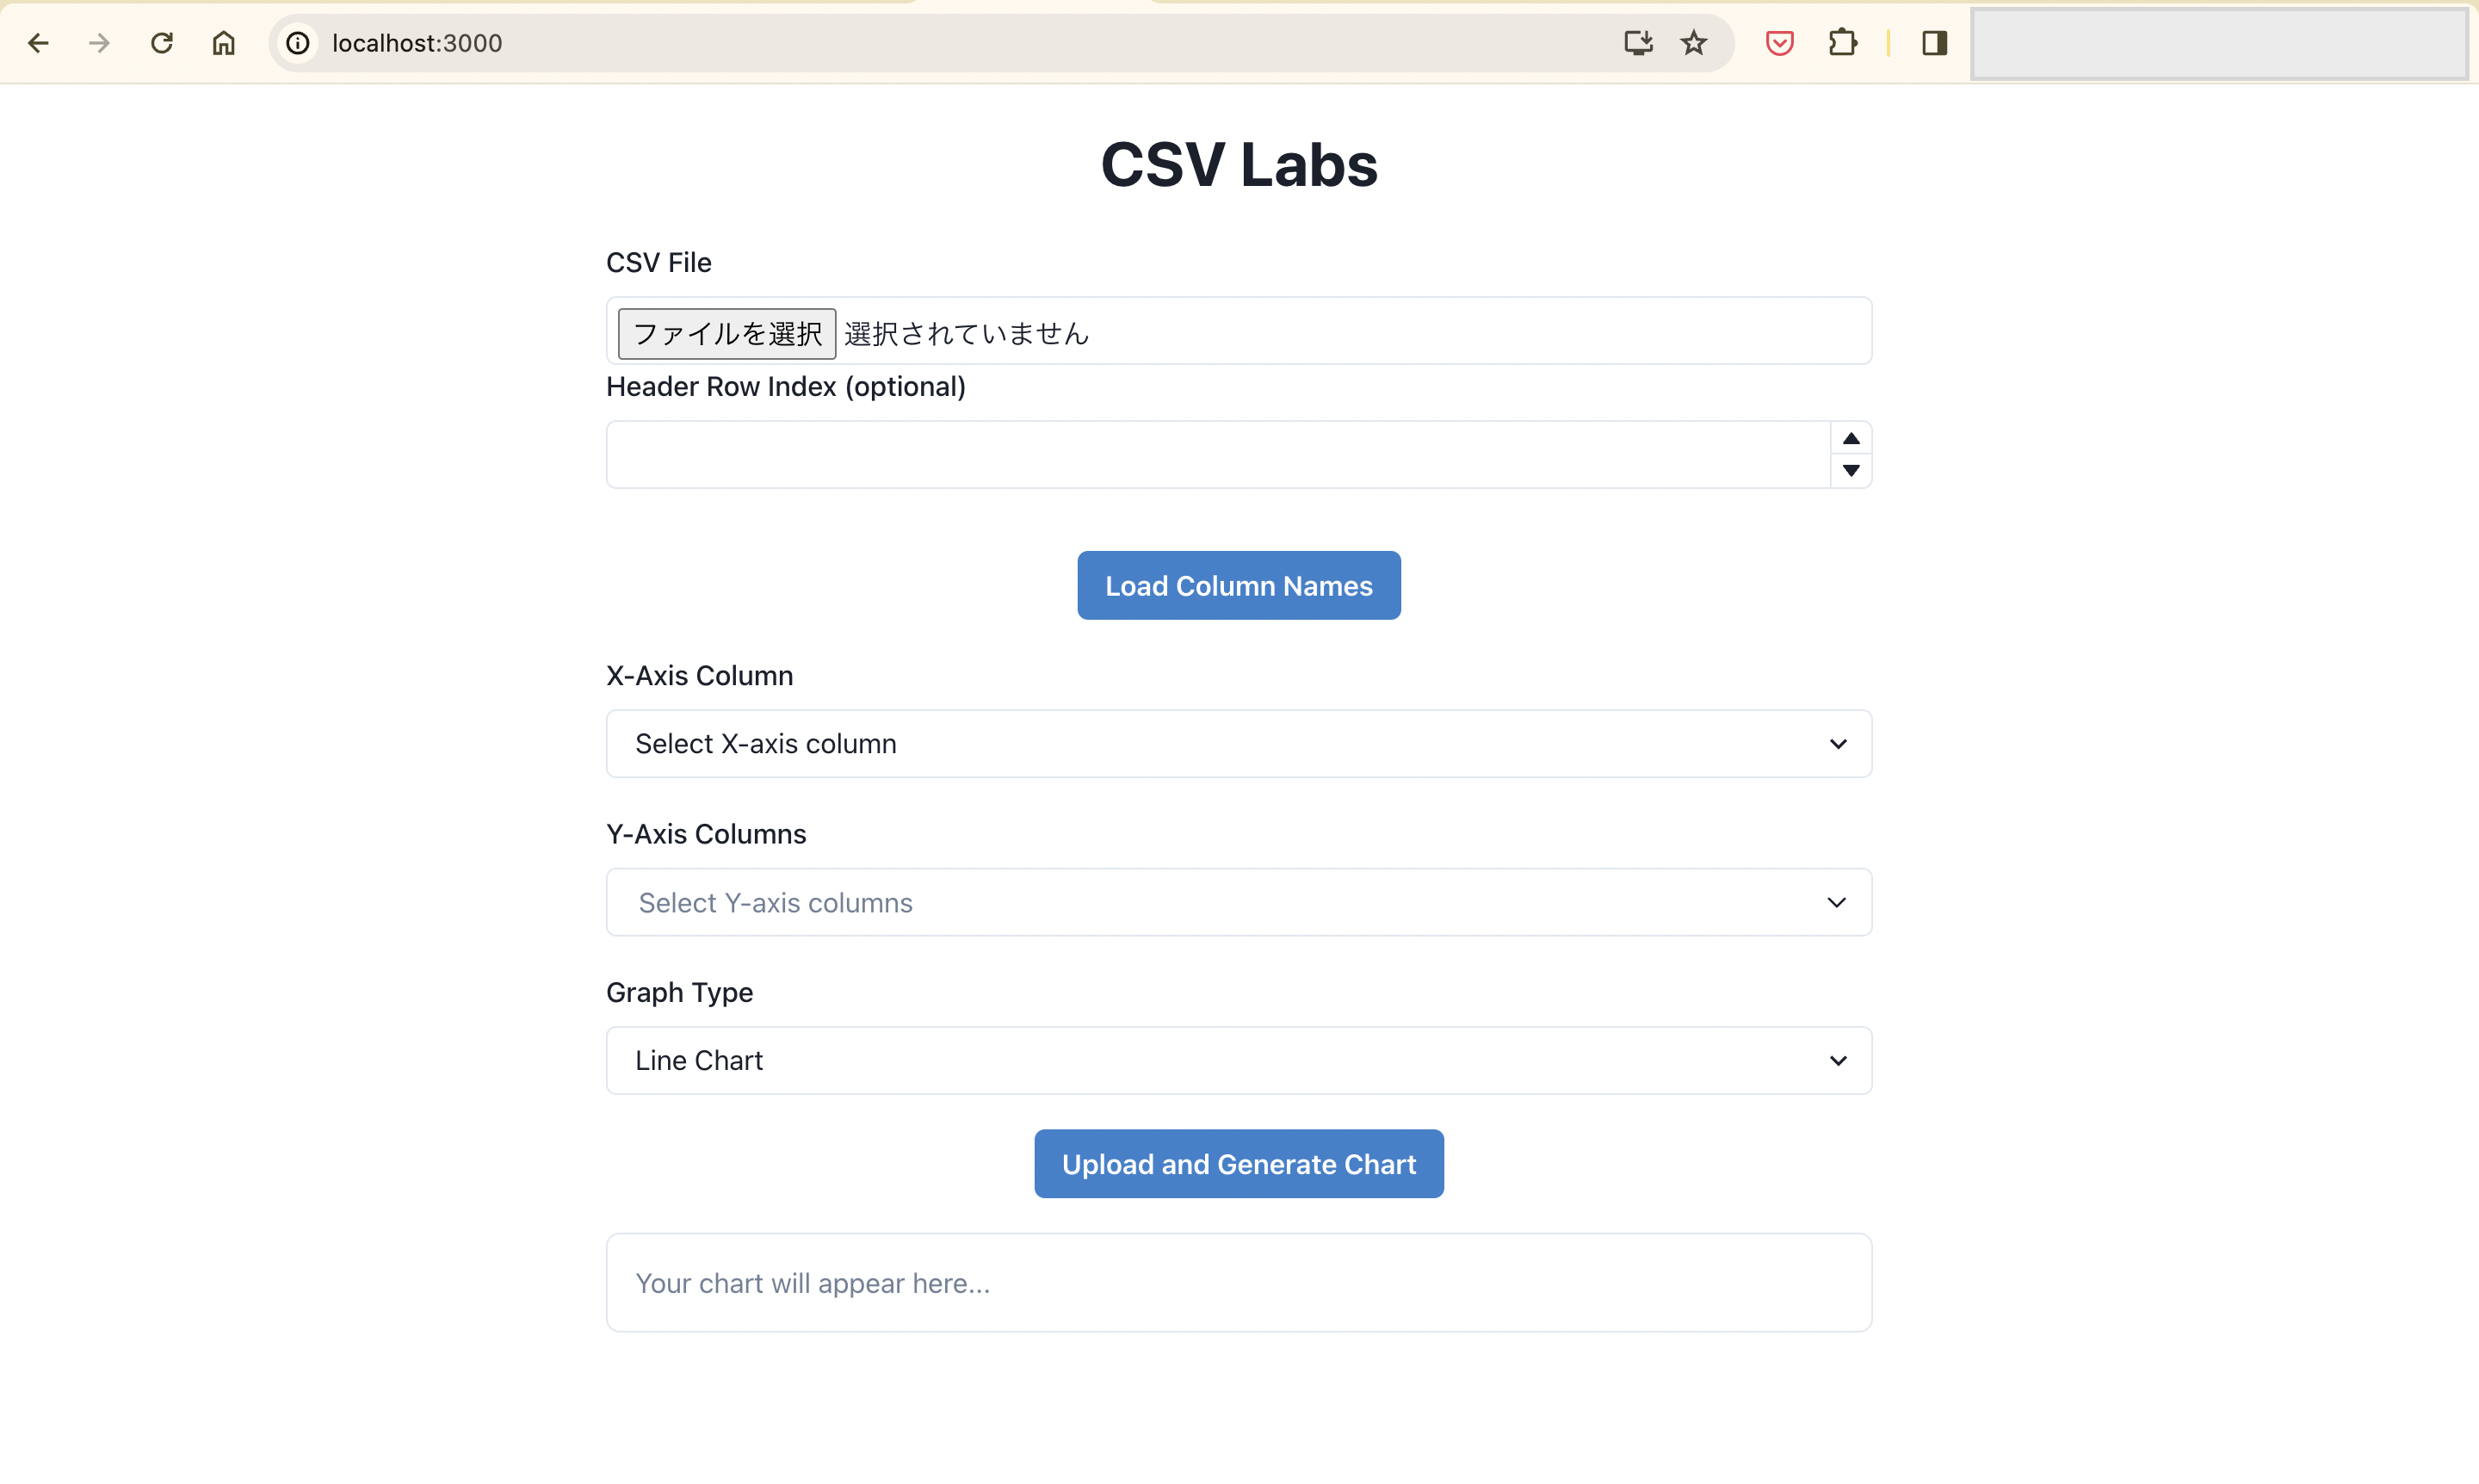 localhost:3000
CSV Labs
CSV File
ファイルを選択 選択されていません
Header Row Index (optional)
Load Column Names
X-Axis Column
Select X-axis column
Y-Axis Columns
Select Y-axis columns
Graph Type
Line Chart
Upload and Generate Chart
Your chart will appear here...